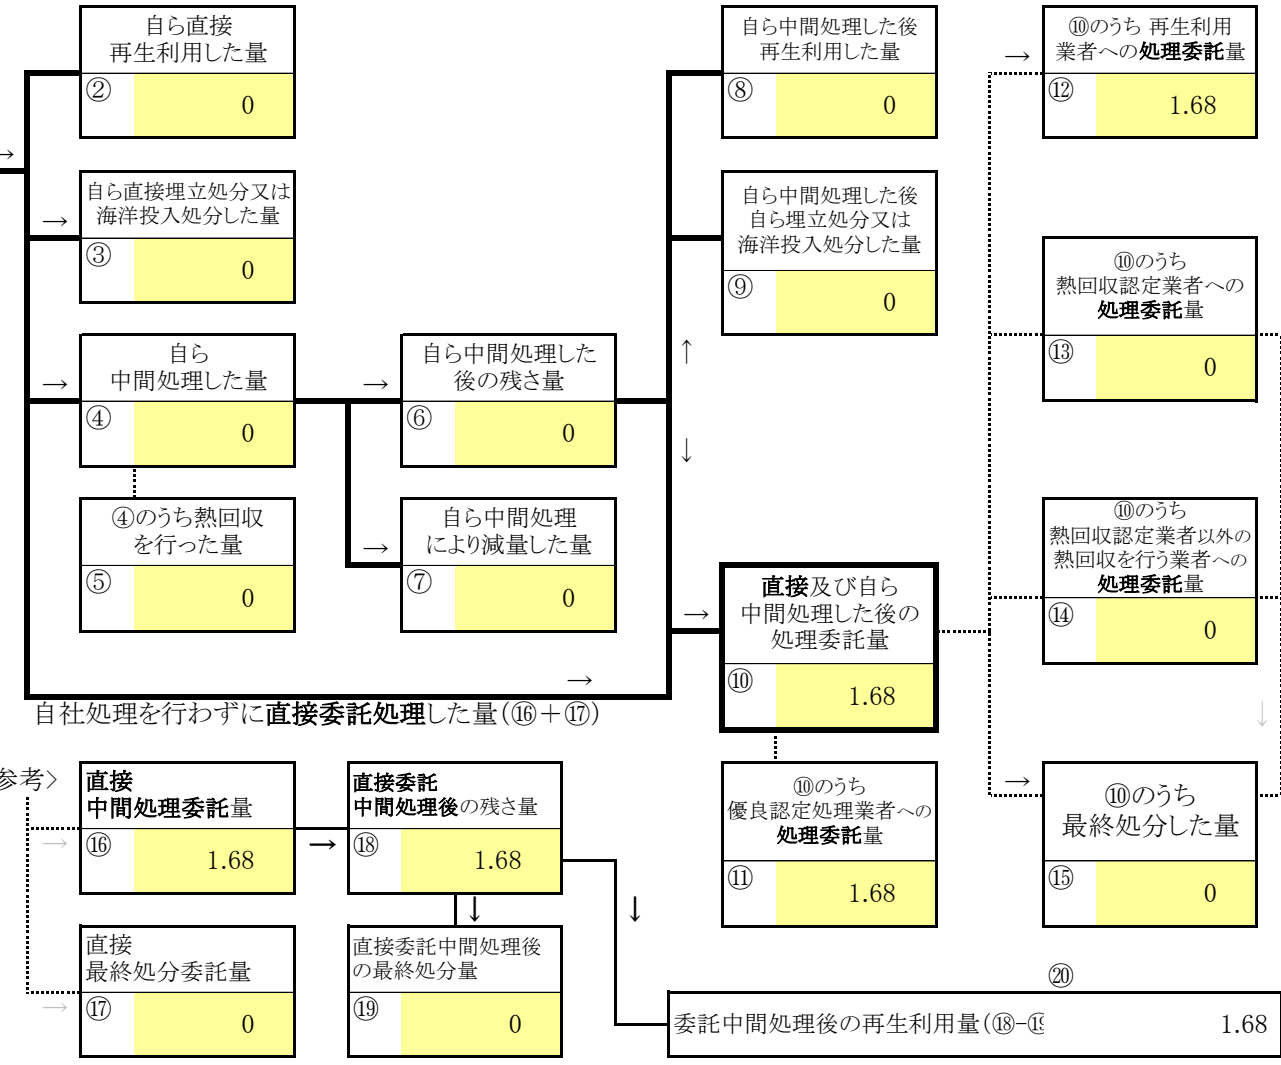 自ら直接
再生利用した量
②
0
自ら中間処理した後
再生利用した量
⑧
0
→
⑩のうち 再生利用
業者への処理委託量
⑫
1.68
→
自ら直接埋立処分又は
海洋投入処分した量
→
③
0
自ら中間処理した後
自ら埋立処分又は
海洋投入処分した量
⑨
0
⑩のうち
熱回収認定業者への
処理委託量
⑬
0
自ら
中間処理した量
→
④
0
→
自ら中間処理した
後の残さ量
⑥
0
↑
↓
④のうち熱回収
を行った量
⑤
0
自ら中間処理
により減量した量
→
⑦
0
⑩のうち
熱回収認定業者以外の
熱回収を行う業者への
処理委託量
⑭
0
→
直接及び自ら
中間処理した後の
処理委託量
⑩
1.68
→
自社処理を行わずに直接委託処理した量(⑯＋⑰)
↓
参考>
直接
中間処理委託量
→
⑯
1.68
→
直接委託
中間処理後の残さ量
⑱
1.68
⑩のうち
優良認定処理業者への
処理委託量
⑪
1.68
→
⑩のうち
最終処分した量
⑮
0
↓
↓
直接
最終処分委託量
→
⑰
0
直接委託中間処理後
の最終処分量
⑲
0
⑳
委託中間処理後の再生利用量(⑱-⑲
1.68